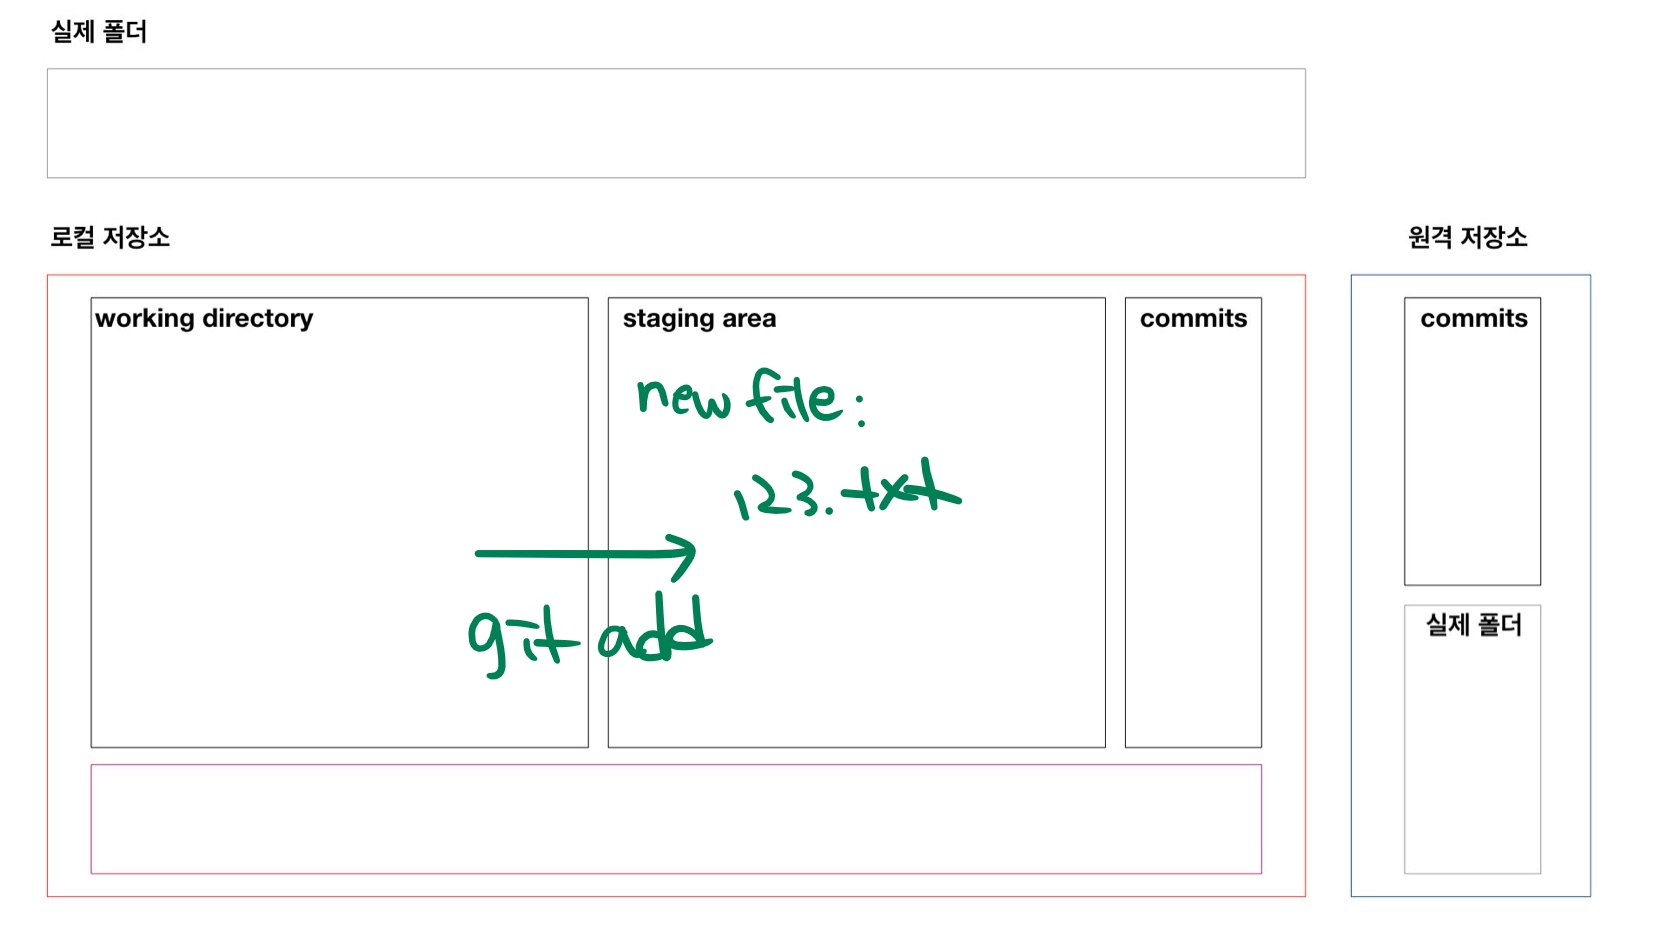 실제 폴더
로컬 저장소
원격 저장소
working directory
staging area
commits
commits
new file:
123.txt
git add
실제 폴더